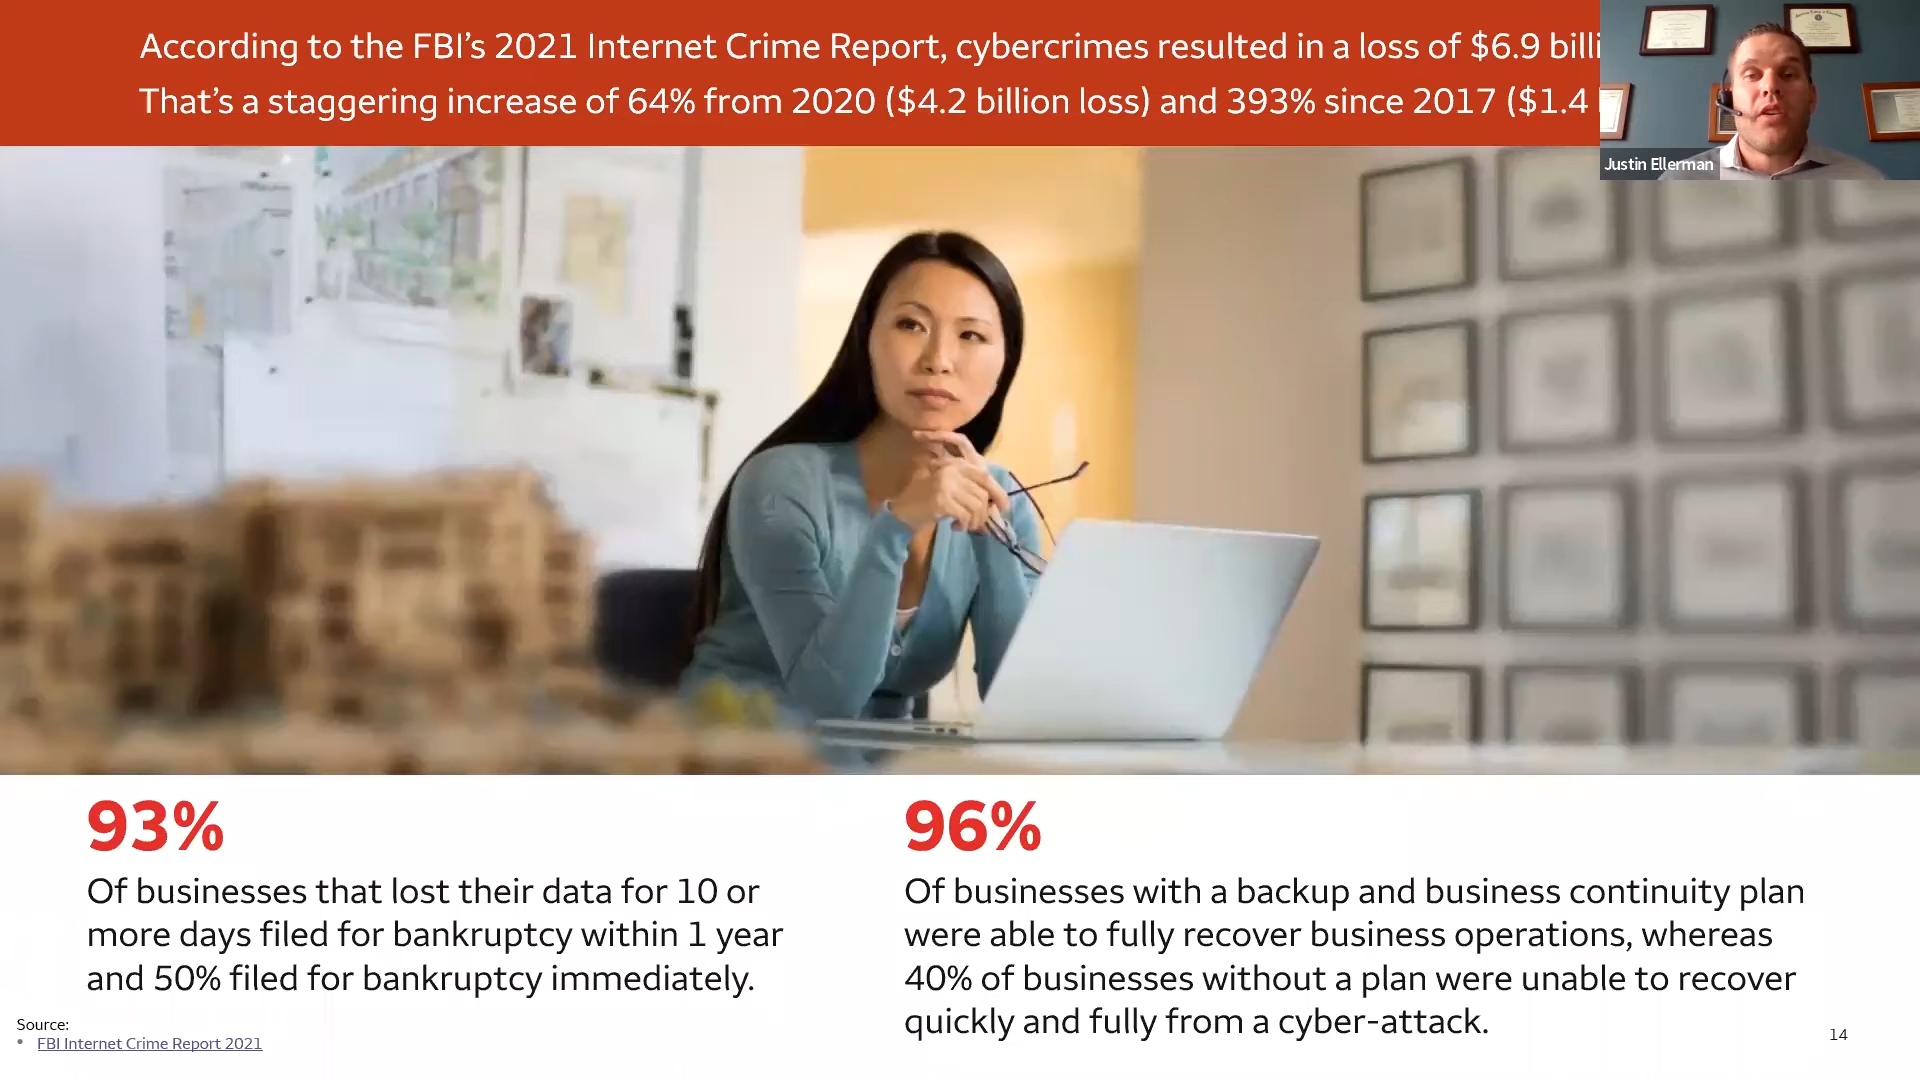 According to the FBI's 2021 Internet Crime Report, cybercrimes resulted in a loss of $6.9 billi
That's a staggering increase of 64% from 2020 ($4.2 billion loss) and 393% since 2017 ($1.4
Justin Ellerman
93%
Of businesses that lost their data for 10 or
more days filed for bankruptcy within 1 year
and 50% filed for bankruptcy immediately.
96%
Of businesses with a backup and business continuity plan
were able to fully recover business operations, whereas
40% of businesses without a plan were unable to recover
quickly and fully from a cyber-attack.
Source:
• FBI Internet Crime Report 2021
14